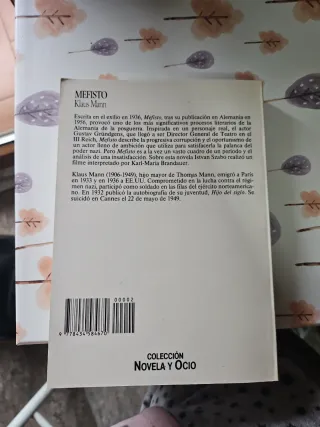 MEFISTO
Klaus Mann
Escrita en el exilio en 1936, Mefisto, tras su publicación en Alemania en
1956, provocó uno de los más significativos procesos literarios de la
Alemania de la posguerra. Inspirada en un personaje real, el actor
Gustav Gründgens, que llegó a ser Director General de Teatro en el
III Reich, Mefisto describe la progresiva corrupción y el oportunismo de
un actor lleno de ambición que utiliza para satisfacerla la palanca del
poder nazi. Pero Mefisto es a la vez un vasto cuadro de un período y el
análisis de una insatisfacción. Sobre esta novela Istvan Szabo realizó un
filme interpretado por Karl-Maria Brandauer.
Klaus Mann (1906-1949), hijo mayor de Thomas Mann, emigró a París
en 1933 y en 1936 a EE.UU. Comprometido en la lucha contra el régi-
men nazi, participó como soldado en las filas del ejército norteamerica-
no. En 1932 publicó la autobiografía de su juventud, Hijo del siglo. Se
suicidó en Cannes el 22 de mayo de 1949.
00002
9 788434 584670
COLECCIÓN
NOVELA Y OCIO